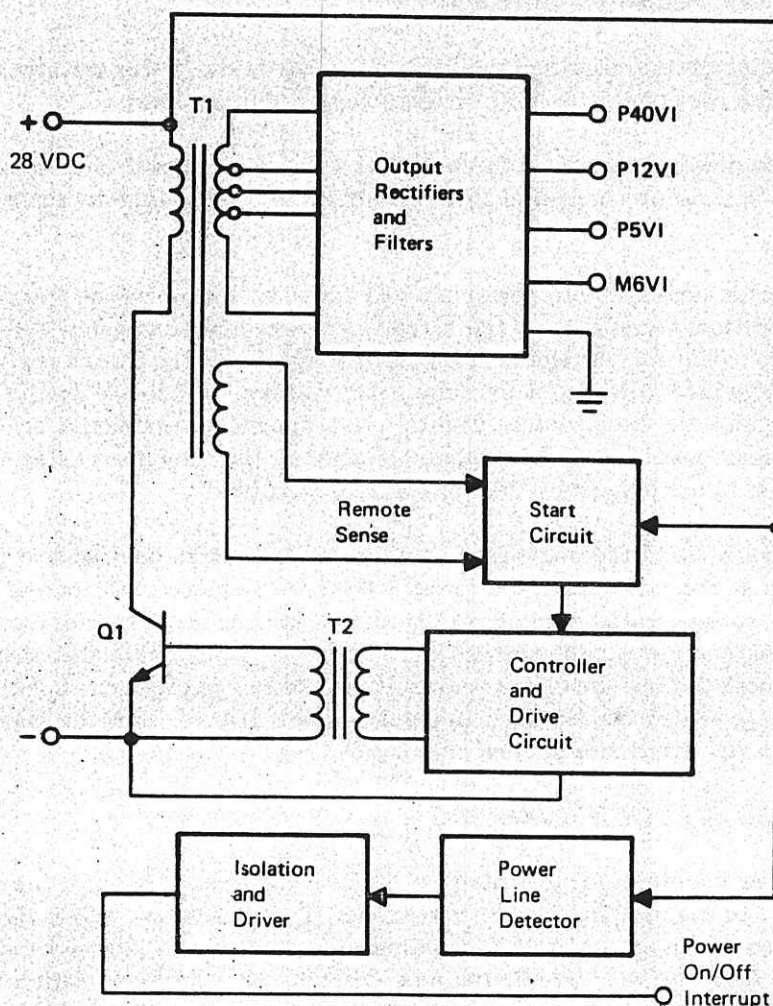 T1
+
28 VDC
Output
Rectifiers
and
Filters
P40VI
P12VI
P5VI
M6VI
Remote
Sense
Start
Circuit
Q1
T2
Controller
and
Drive
Circuit
-
Isolation
and
Driver
Power
Line
Detector
Power
On/Off
Interrupt